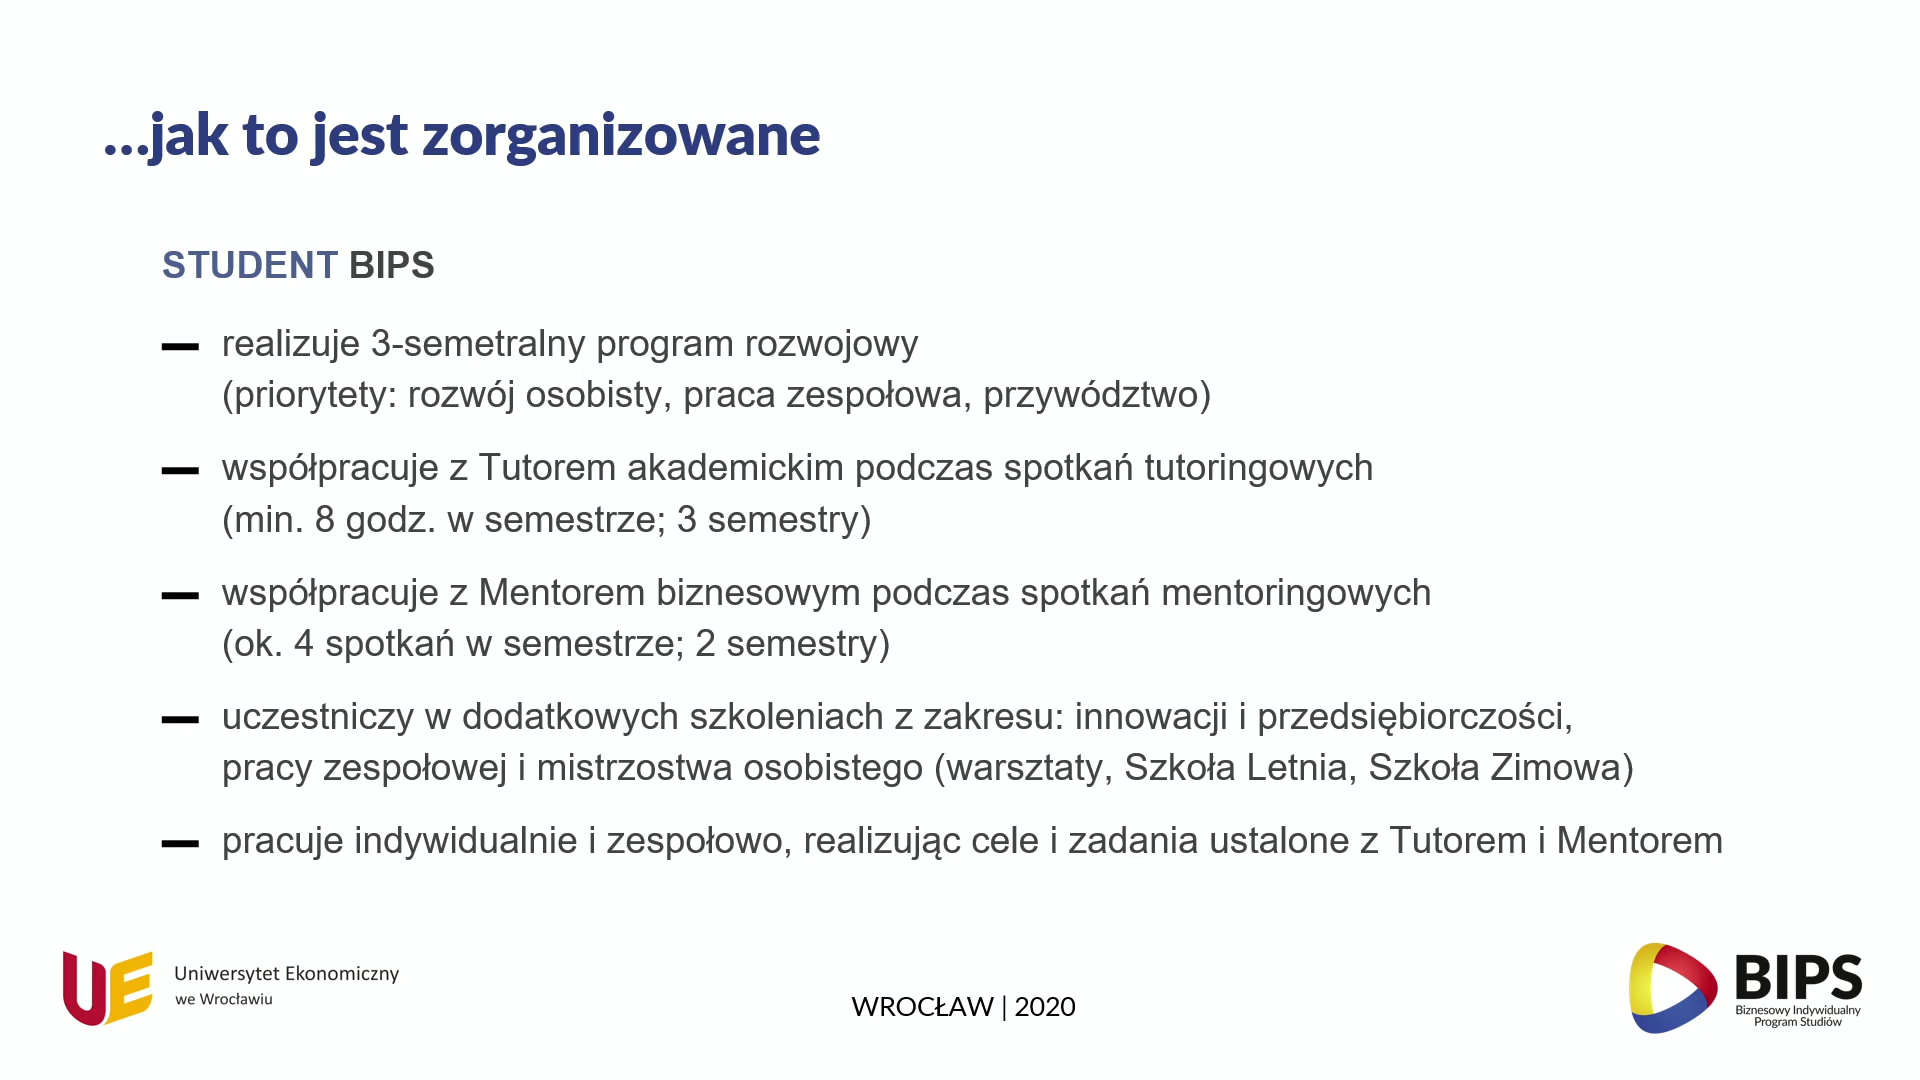 ...jak to jest zorganizowane
STUDENT BIPS
realizuje 3-semetralny program rozwojowy
(priorytety: rozwój osobisty, praca zespołowa, przywództwo)
współpracuje z Tutorem akademickim podczas spotkań tutoringowych
(min. 8 godz. w semestrze; 3 semestry)
współpracuje z Mentorem biznesowym podczas spotkań mentoringowych
(ok. 4 spotkań w semestrze; 2 semestry)
uczestniczy w dodatkowych szkoleniach z zakresu: innowacji i przedsiębiorczości,
pracy zespołowej i mistrzostwa osobistego (warsztaty, Szkoła Letnia, Szkoła Zimowa)
pracuje indywidualnie i zespołowo, realizując cele i zadania ustalone z Tutorem i Mentorem
UE
Uniwersytet Ekonomiczny
we Wrocławiu
WROCŁAW | 2020
BIPS
Biznesowy Indywidualny
Program Studiów